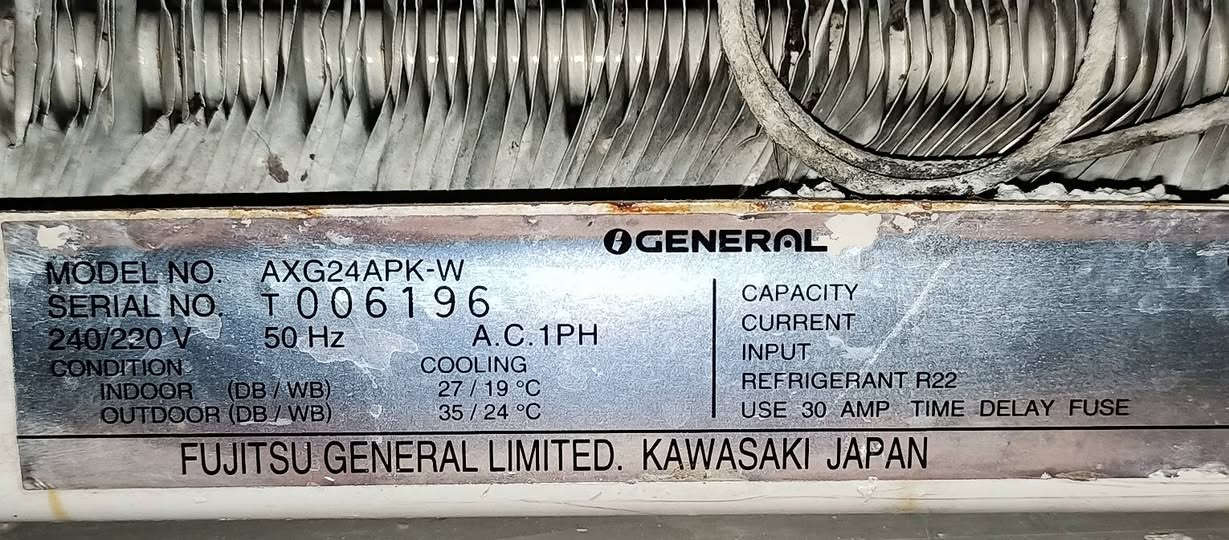 GENERAL
MODEL NO. AXG24APK-W
SERIAL NO. T 006196
240/220 V 50 Hz A.C.1PH
CONDITION COOLING
INDOOR (DB / WB) 27 / 19 °C
OUTDOOR (DB / WB) 35 / 24 °C
CAPACITY
CURRENT
INPUT
REFRIGERANT R22
USE 30 AMP TIME DELAY FUSE
FUJITSU GENERAL LIMITED. KAWASAKI JAPAN